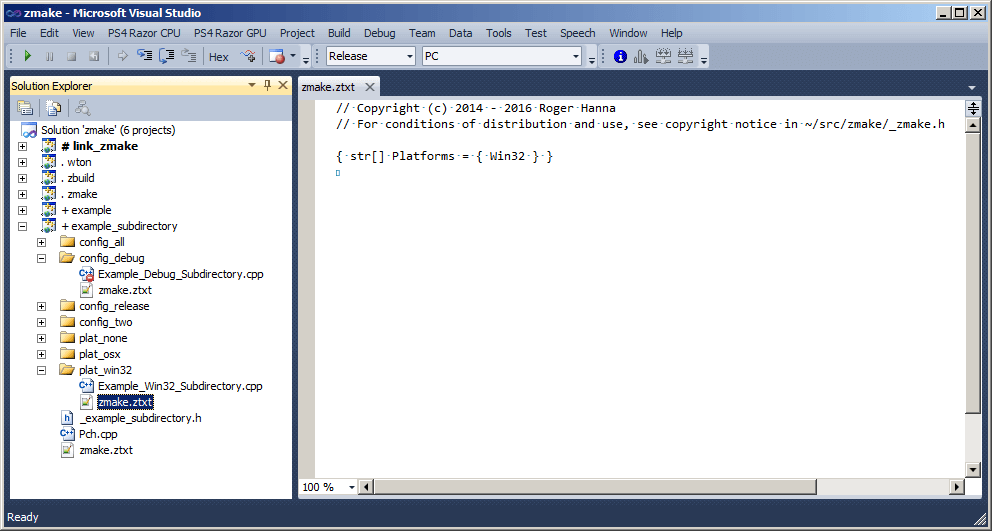 zmake - Microsoft Visual Studio
File Edit View PS4 Razor CPU PS4 Razor GPU Project Build Debug Team Data Tools Test Speech Window Help
Hex Release PC
Solution Explorer
zmake.ztxt
Solution 'zmake' (6 projects)
# link_zmake
. wton
. zbuild
. zmake
+ example
+ example_subdirectory
config_all
config_debug
Example_Debug_Subdirectory.cpp
zmake.ztxt
config_release
config_two
plat_none
plat_osx
plat_win32
Example_Win32_Subdirectory.cpp
zmake.ztxt
_example_subdirectory.h
Pch.cpp
zmake.ztxt
// Copyright (c) 2014 - 2016 Roger Hanna
// For conditions of distribution and use, see copyright notice in ~/src/zmake/_zmake.h
{ str[] Platforms = { Win32 } }
100 %
Ready